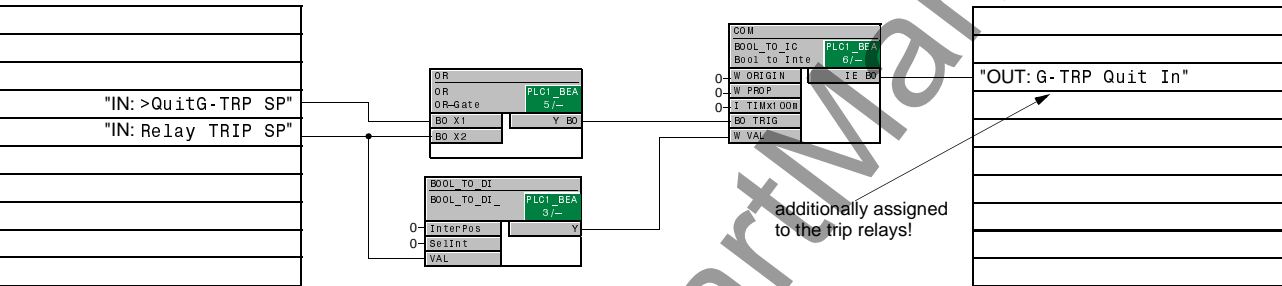 "IN: >QuitG-TRP SP"
"IN: Relay TRIP SP"
OR
OR PLC1_BEA
OR-Gate 5/–
BO X1 Y BO
BO X2
BOOL_TO_DI
BOOL_TO_DI_ PLC1_BEA
3/–
0 InterPos Y
0 SelInt
VAL
COM
BOOL_TO_IC PLC1_BEA
Bool to Inte 6/–
0 W ORIGIN IE BO
0 W PROP
0 I TIMx100m
BO TRIG
W VAL
"OUT: G-TRP Quit In"
additionally assigned
to the trip relays!